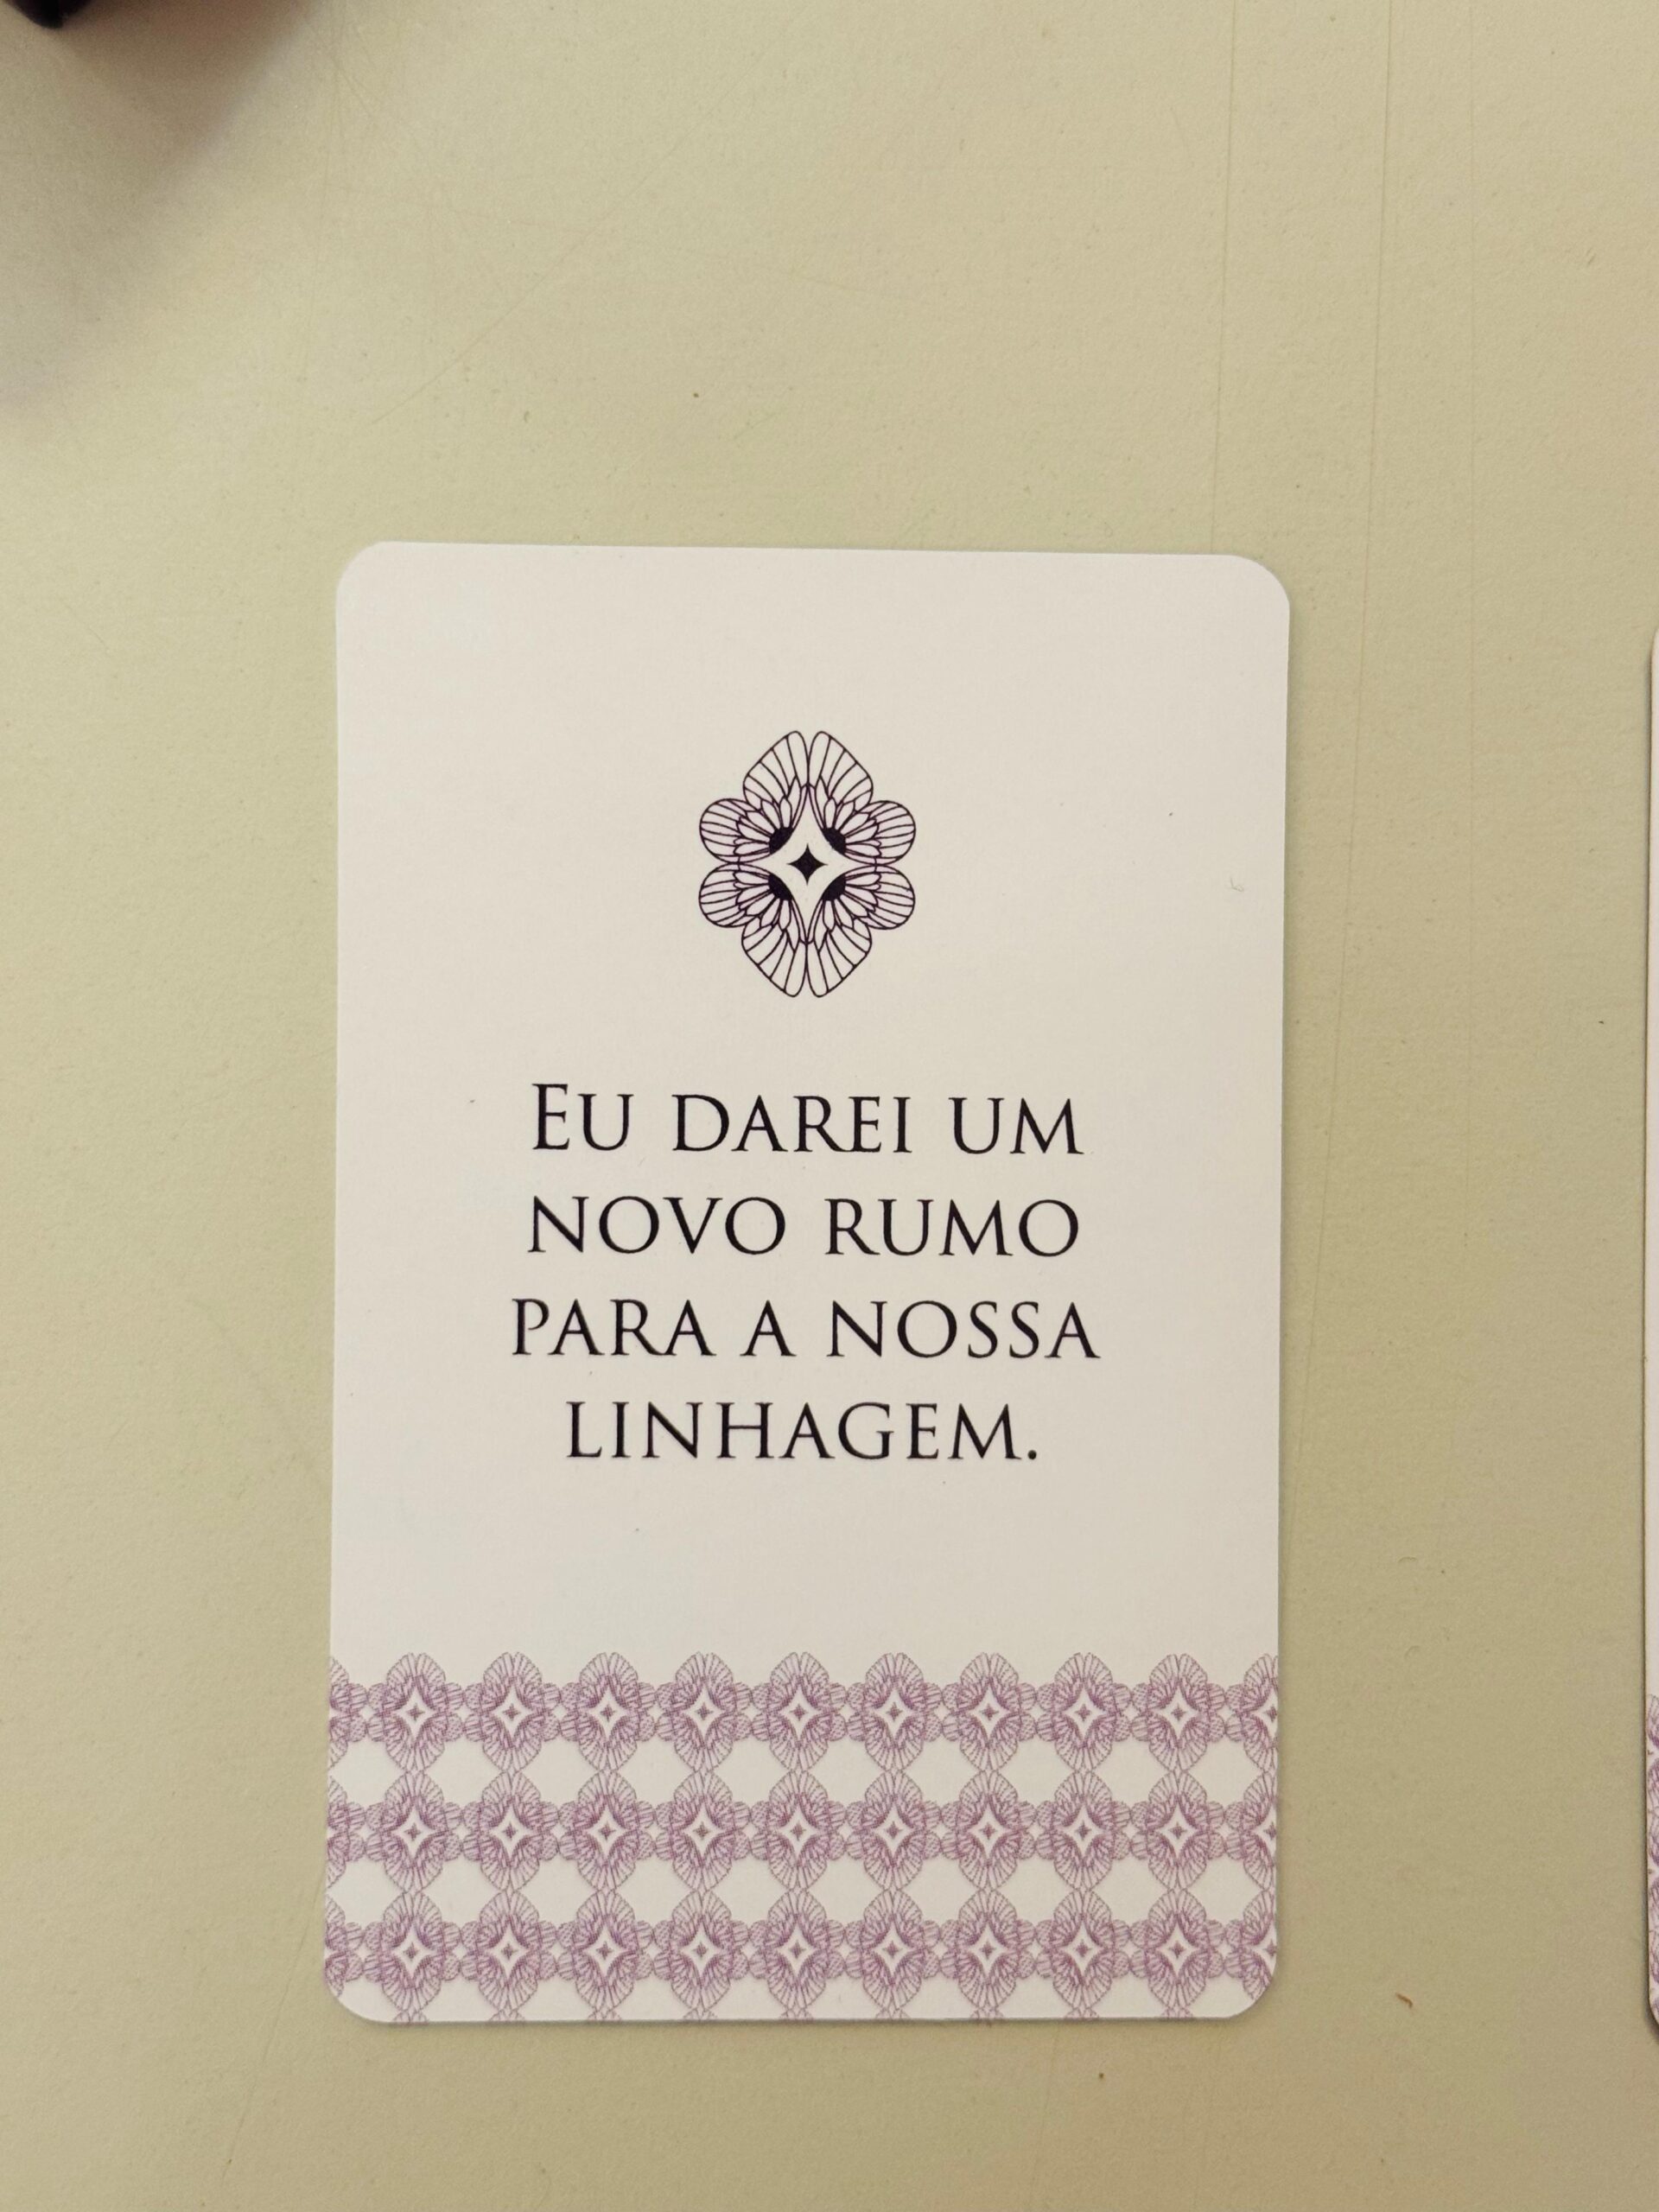 Eu darei um
novo rumo
para a nossa
linhagem.